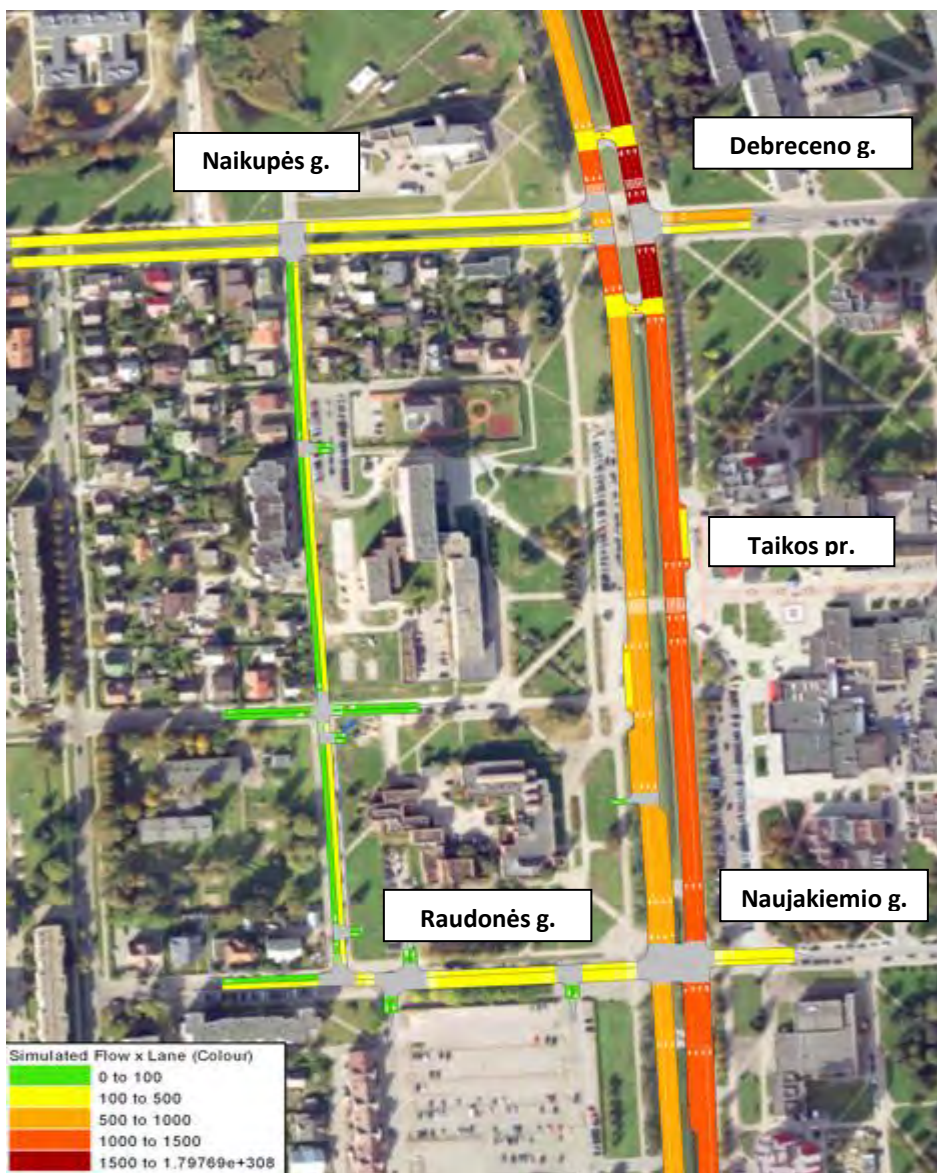 Naikupės g.
Debreceno g.
Taikos pr.
Naujakiemio g.
Raudonės g.
Simulated Flow x Lane (Colour)
0 to 100
100 to 500
500 to 1000
1000 to 1500
1500 to 1.79769e+308